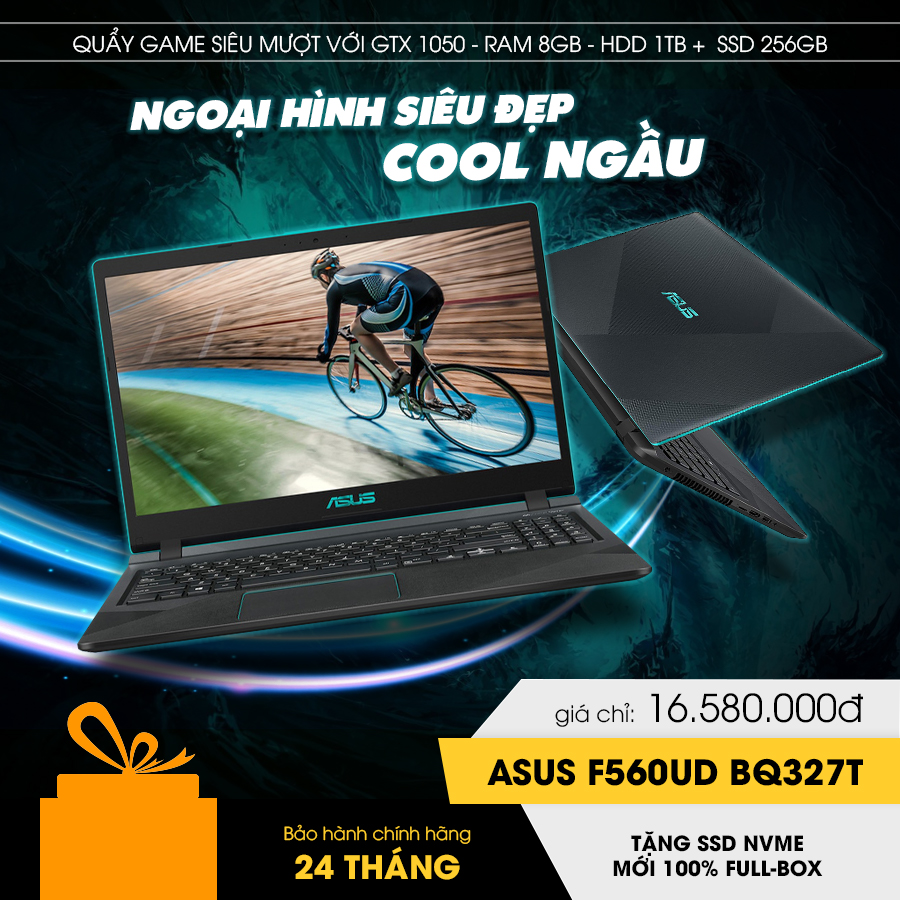 QUẨY GAME SIÊU MƯỢT VỚI GTX 1050 - RAM 8GB - HDD 1TB + SSD 256GB
NGOẠI HÌNH SIÊU ĐẸP
COOL NGẦU
ASUS
ASUS
giá chỉ: 16.580.000đ
ASUS F560UD BQ327T
Bảo hành chính hãng
24 THÁNG
TẶNG SSD NVME
MỚI 100% FULL-BOX